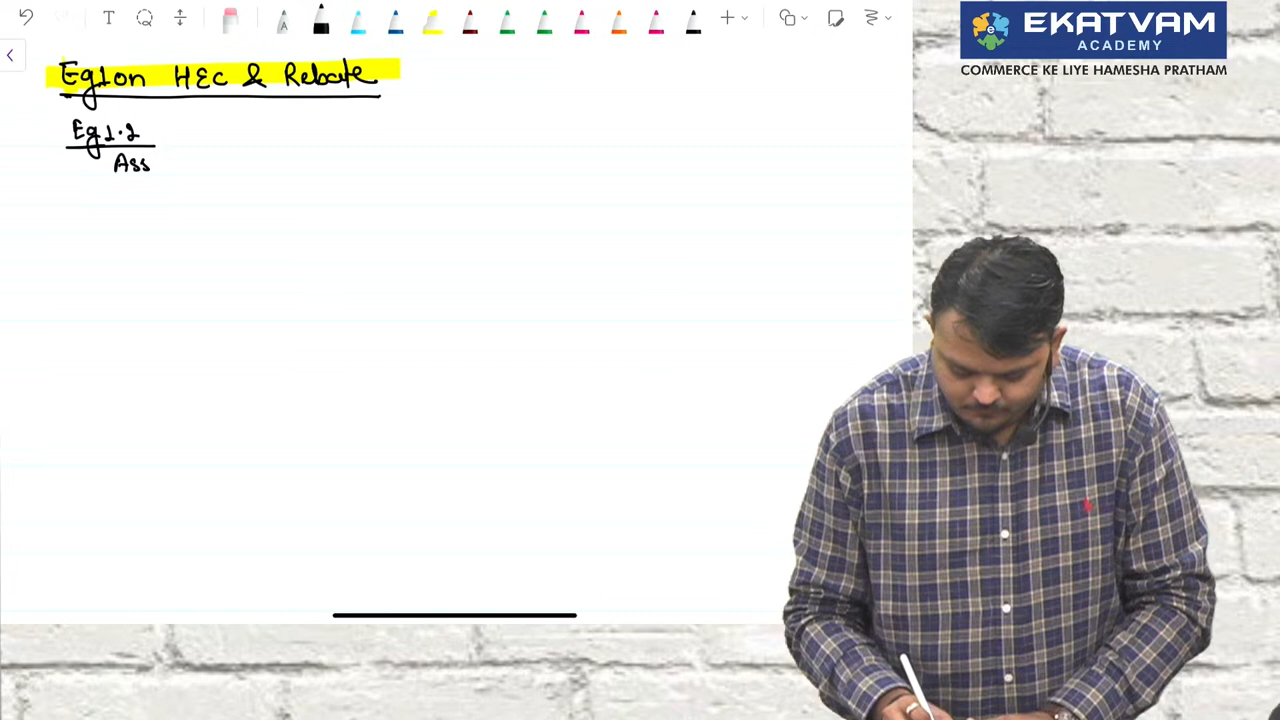 EKATVAM
ACADEMY
COMMERCE KE LIYE HAMESHA PRATHAM
Eg1on HEC & Rebate
Eg1.2
Ass